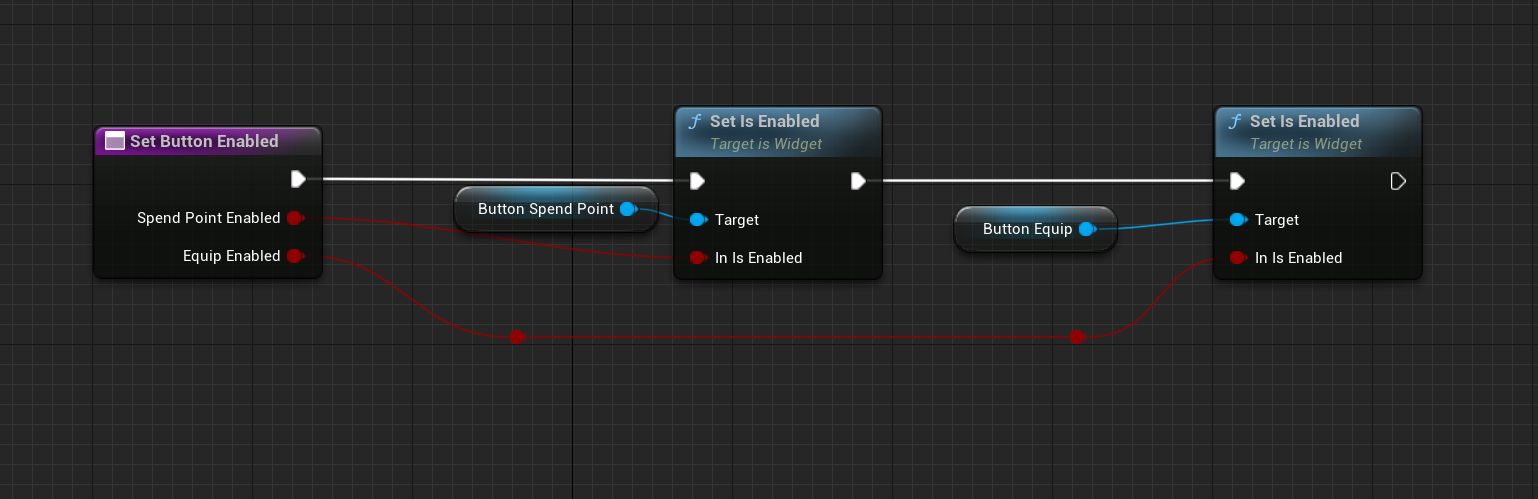 Set Button Enabled
Spend Point Enabled
Equip Enabled
Button Spend Point
Set Is Enabled
Target is Widget
Target
In Is Enabled
Button Equip
Set Is Enabled
Target is Widget
Target
In Is Enabled